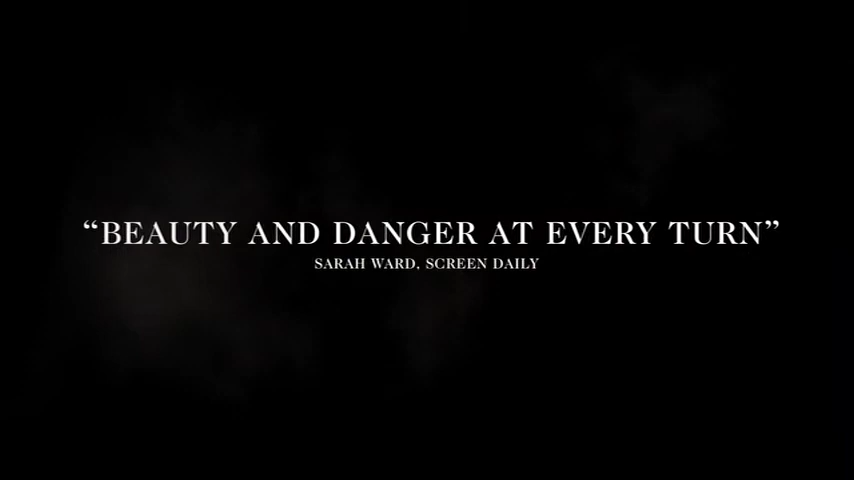 “BEAUTY AND DANGER AT EVERY TURN”
SARAH WARD, SCREEN DAILY